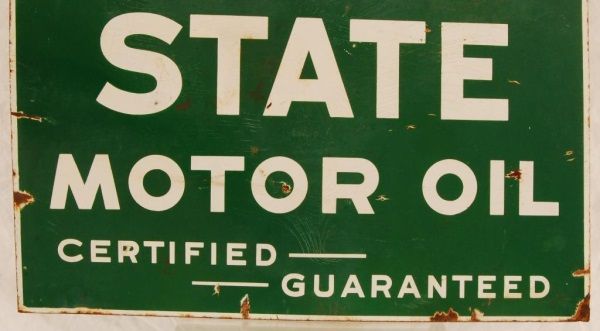 STATE
MOTOR OIL
CERTIFIED
GUARANTEED